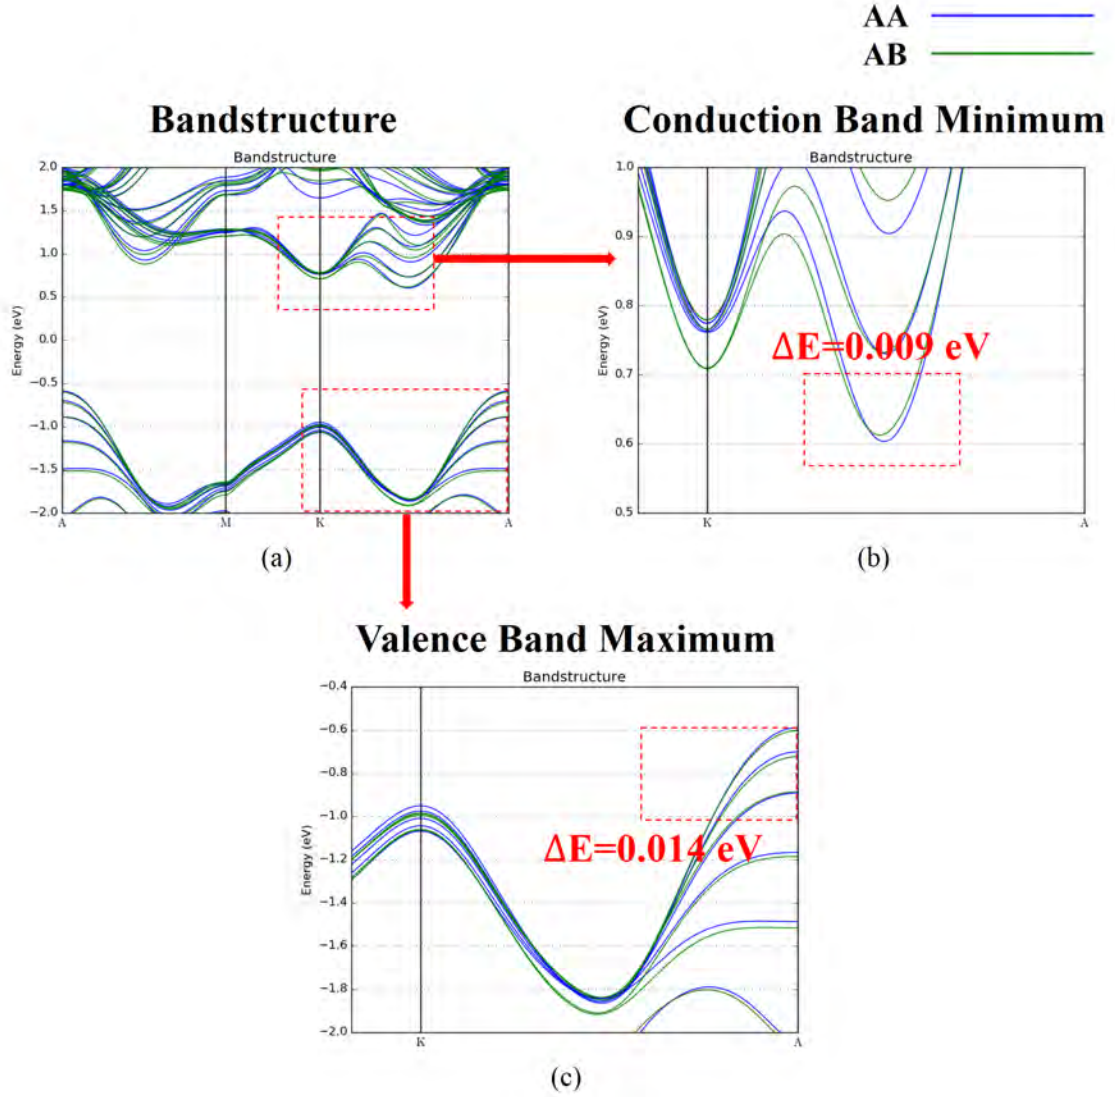 AA
AB
Bandstructure
Conduction Band Minimum
Bandstructure
Energy (eV)
2.0
1.5
1.0
0.5
0.0
−0.5
−1.0
−1.5
−2.0
A
M
K
A
(a)
Bandstructure
Energy (eV)
1.0
0.9
0.8
0.7
0.6
0.5
ΔE=0.009 eV
K
A
(b)
Valence Band Maximum
Bandstructure
Energy (eV)
−0.4
−0.6
−0.8
−1.0
−1.2
−1.4
−1.6
−1.8
−2.0
ΔE=0.014 eV
K
A
(c)